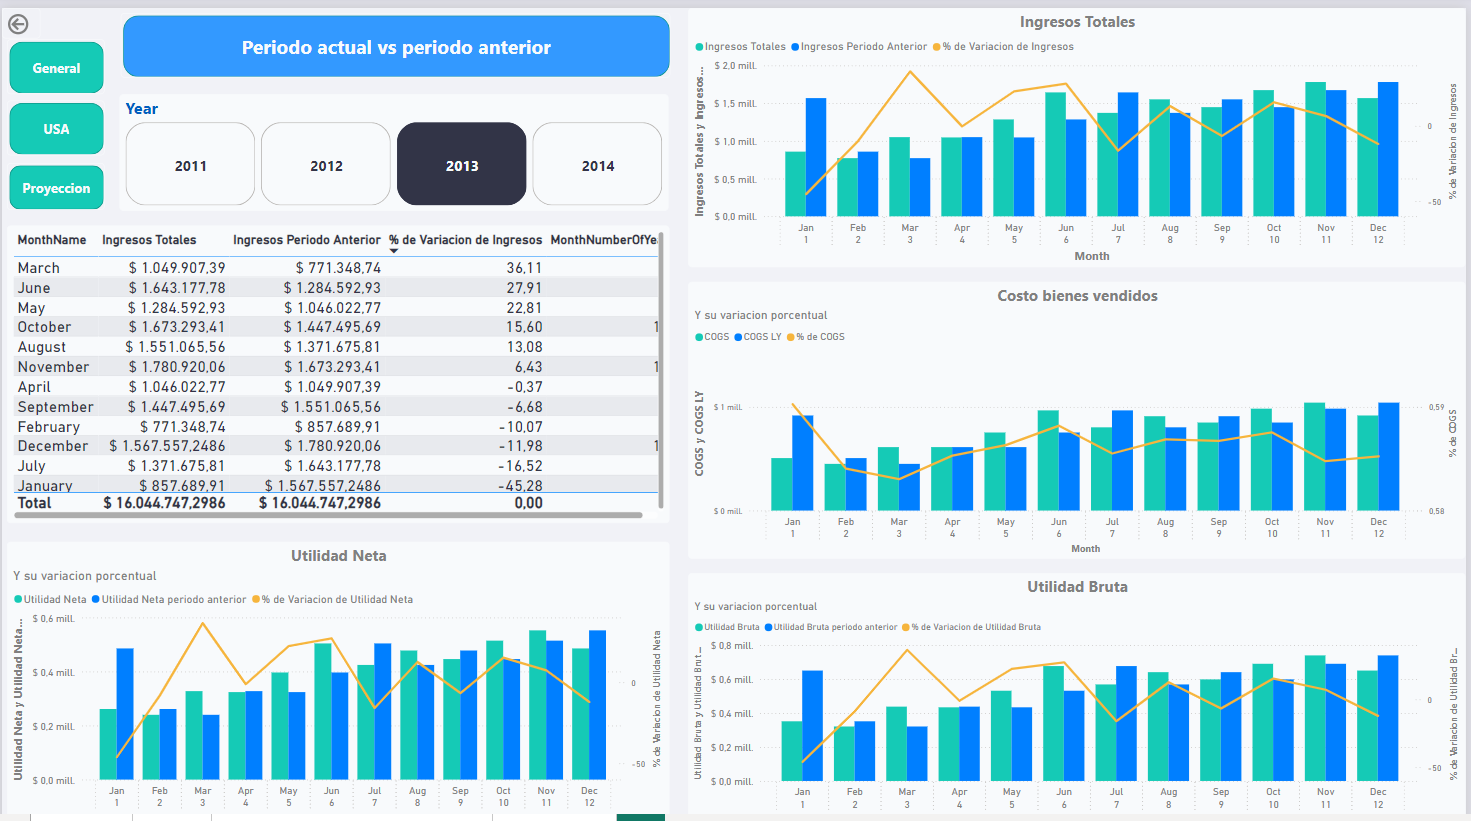 Periodo actual vs periodo anterior
General
USA
Proyeccion
Year
2011
2012
2013
2014
MonthName Ingresos Totales Ingresos Periodo Anterior % de Variacion de Ingresos MonthNumberOfYe
March $ 1.049.907,39 $ 771.348,74 36,11
June $ 1.643.177,78 $ 1.284.592,93 27,91
May $ 1.284.592,93 $ 1.046.022,77 22,81
October $ 1.673.293,41 $ 1.447.495,69 15,60 1
August $ 1.551.065,56 $ 1.371.675,81 13,08
November $ 1.780.920,06 $ 1.673.293,41 6,43 1
April $ 1.046.022,77 $ 1.049.907,39 -0,37
September $ 1.447.495,69 $ 1.551.065,56 -6,68
February $ 771.348,74 $ 857.689,91 -10,07
December $ 1.567.557,2486 $ 1.780.920,06 -11,98 1
July $ 1.371.675,81 $ 1.643.177,78 -16,52
January $ 857.689,91 $ 1.567.557,2486 -45,28
Total $ 16.044.747,2986 $ 16.044.747,2986 0,00
Utilidad Neta
Y su variacion porcentual
Utilidad Neta Utilidad Neta periodo anterior % de Variacion de Utilidad Neta
Utilidad Neta y Utilidad Neta...
$ 0,6 mill.
$ 0,4 mill.
$ 0,2 mill.
$ 0,0 mill.
0
-50
% de Variacion de Utilidad Neta
Jan Feb Mar Apr May Jun Jul Aug Sep Oct Nov Dec
1 2 3 4 5 6 7 8 9 10 11 12
Ingresos Totales
Ingresos Totales Ingresos Periodo Anterior % de Variacion de Ingresos
Ingresos Totales y Ingresos...
$ 2,0 mill.
$ 1,5 mill.
$ 1,0 mill.
$ 0,5 mill.
$ 0,0 mill.
0
-50
% de Variacion de Ingresos
Jan Feb Mar Apr May Jun Jul Aug Sep Oct Nov Dec
1 2 3 4 5 6 7 8 9 10 11 12
Month
Costo bienes vendidos
Y su variacion porcentual
COGS COGS LY % de COGS
COGS y COGS LY
$ 1 mill.
$ 0 mill.
0,59
0,58
% de COGS
Jan Feb Mar Apr May Jun Jul Aug Sep Oct Nov Dec
1 2 3 4 5 6 7 8 9 10 11 12
Month
Utilidad Bruta
Y su variacion porcentual
Utilidad Bruta Utilidad Bruta periodo anterior % de Variacion de Utilidad Bruta
Utilidad Bruta y Utilidad Brut...
$ 0,8 mill.
$ 0,6 mill.
$ 0,4 mill.
$ 0,2 mill.
$ 0,0 mill.
0
-50
% de Variacion de Utilidad Br...
Jan Feb Mar Apr May Jun Jul Aug Sep Oct Nov Dec
1 2 3 4 5 6 7 8 9 10 11 12